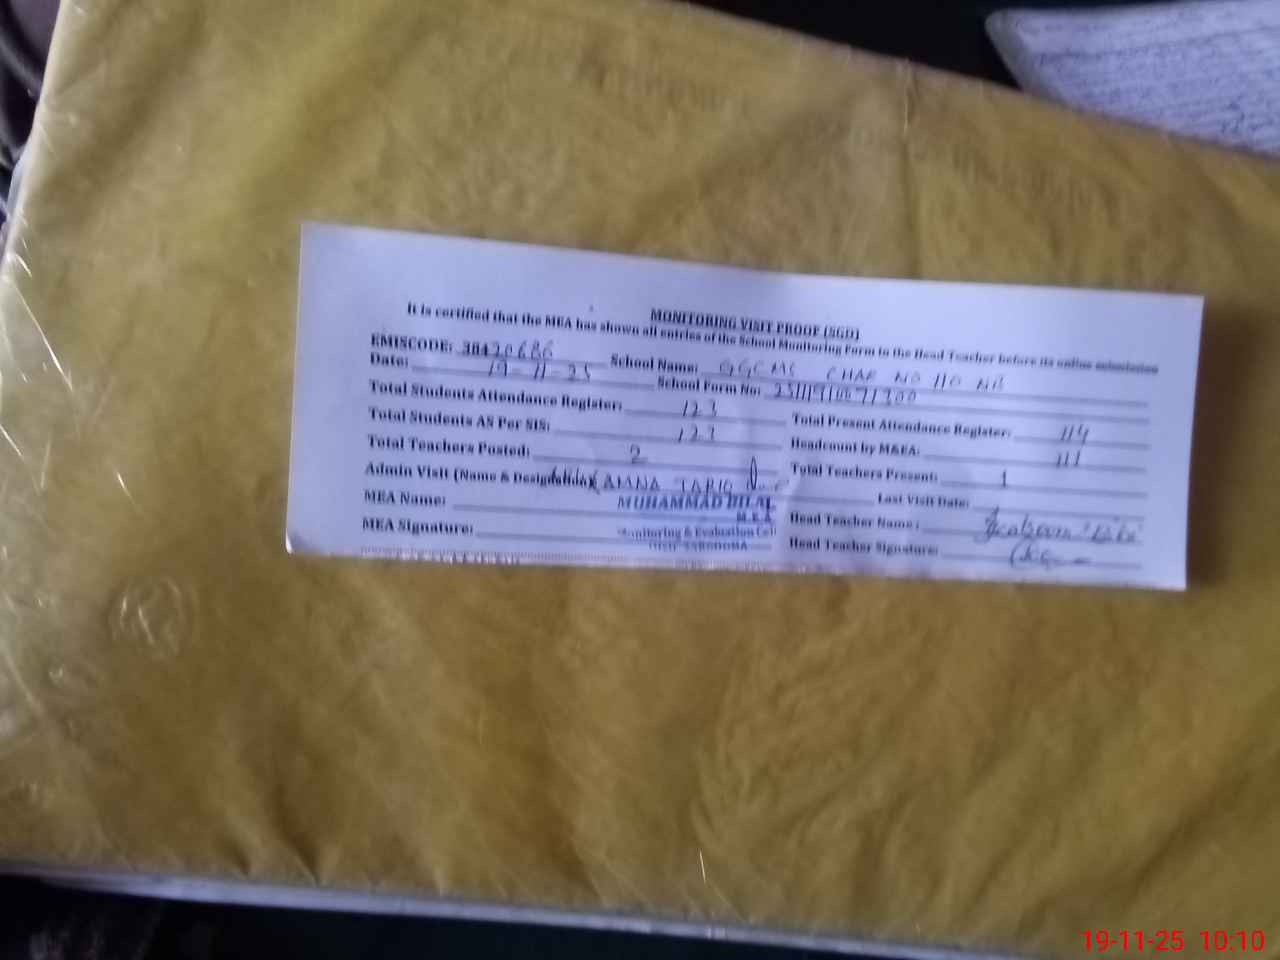 MONITORING VISIT PROOF (SGD)
It is certified that the MEA has shown all entries of the School Monitoring Form to the Head Teacher before its online submission
EMISCODE: 38420686 School Name: GGCMS CHAK NO 110 NB
Date: 19-11-25 School Form No:
Total Students Attendance Register: 123 Total Present Attendance Register: 114
Total Students AS Per SIS: 123 Headcount by M&EA: 111
Total Teachers Posted: 2 Total Teachers Present: 1
Admin Visit (Name & Designation) AMNA TARIQ Last Visit Date:
MEA Name: MUHAMMAD BILAL Head Teacher Name:
M.E.A
MEA Signature: Monitoring & Evaluation Cell Head Teacher Signature:
SARGODHA
19-11-25 10:10